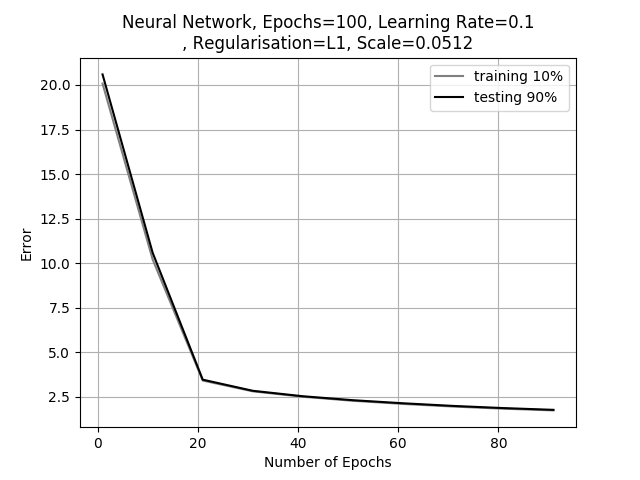 Neural Network, Epochs=100, Learning Rate=0.1
, Regularisation=L1, Scale=0.0512
training 10%
testing 90%
20.0
17.5
15.0
12.5
10.0
7.5
5.0
2.5
Error
0 20 40 60 80
Number of Epochs